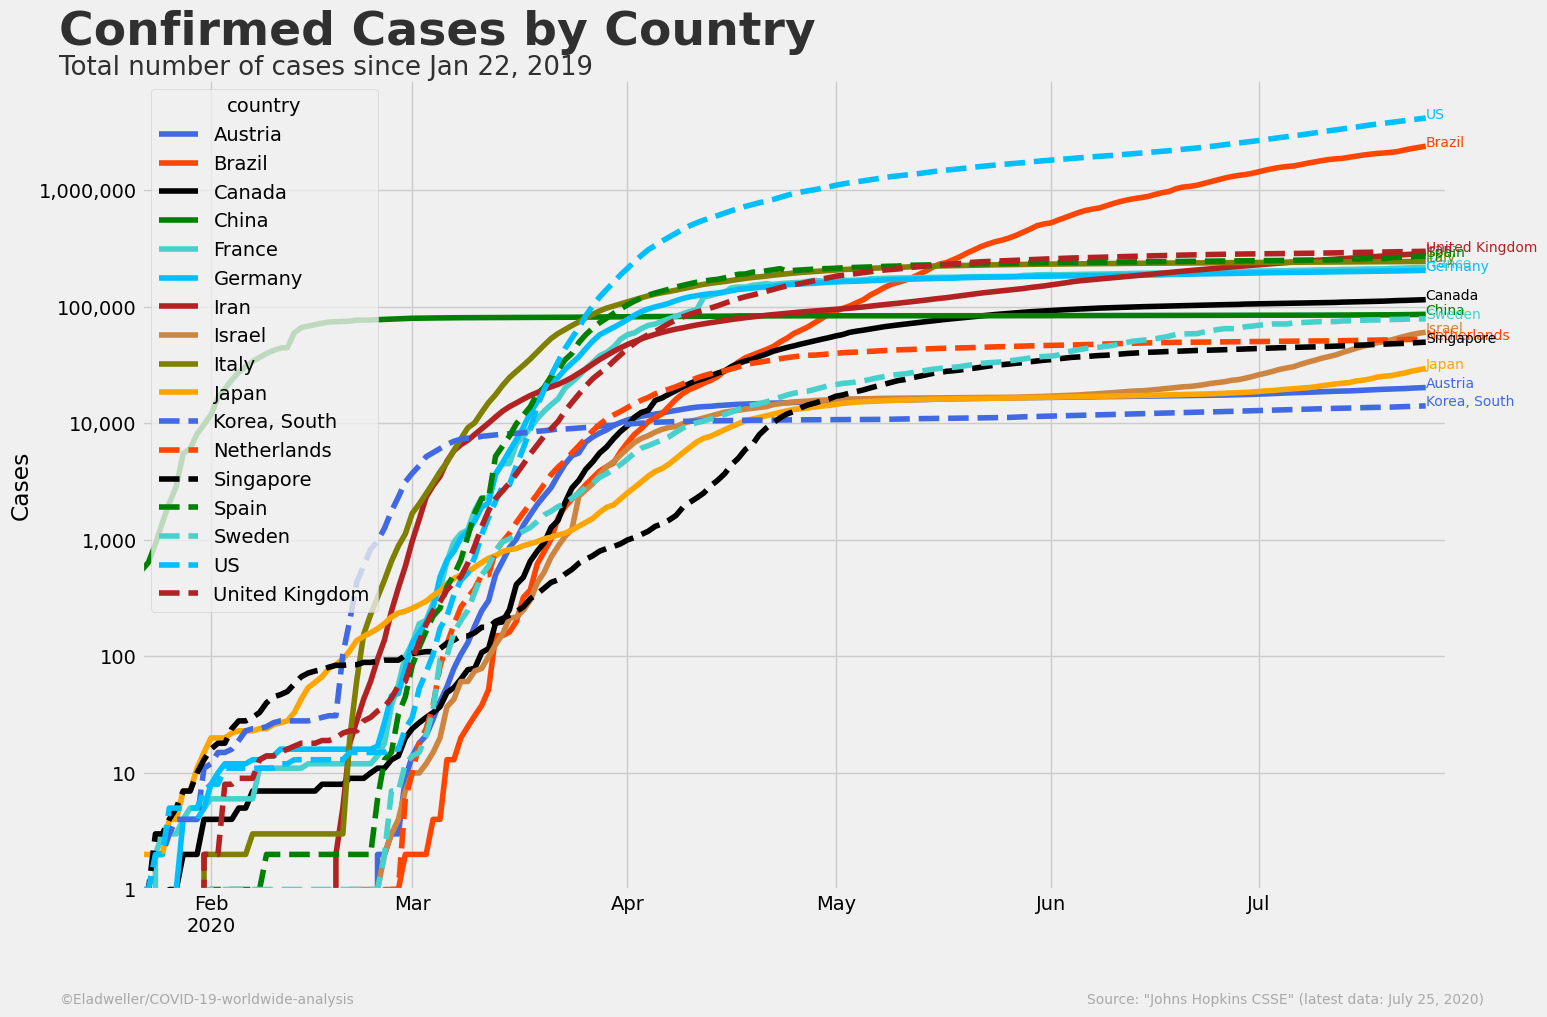 Confirmed Cases by Country
Total number of cases since Jan 22, 2019
country
Austria
Brazil
Canada
China
France
Germany
Iran
Israel
Italy
Japan
Korea, South
Netherlands
Singapore
Spain
Sweden
US
United Kingdom
Cases
1,000,000
100,000
10,000
1,000
100
10
1
US
Brazil
United Kingdom
Spain
Italy
Germany
Canada
China
Sweden
Israel
Netherlands
Singapore
Japan
Austria
Korea, South
Feb
2020
Mar
Apr
May
Jun
Jul
©Eladweller/COVID-19-worldwide-analysis
Source: "Johns Hopkins CSSE" (latest data: July 25, 2020)